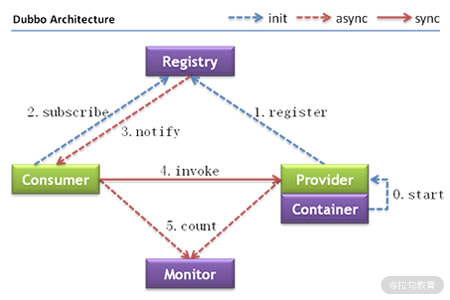 Dubbo Architecture
init
async
sync
Registry
2. subscribe
1. register
3. notify
Consumer
4. invoke
Provider
Container
0. start
5. count
Monitor
@拉勾教育